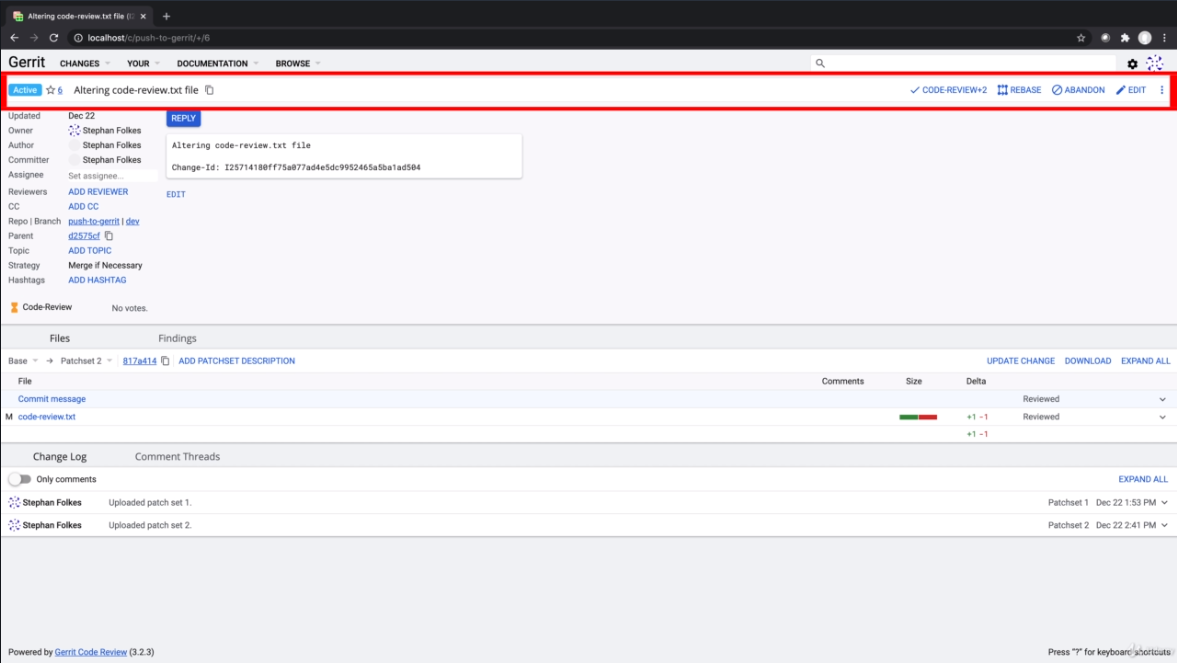 Altering code-review.txt file (
localhost/c/push-to-gerrit/+/6
Gerrit CHANGES YOUR DOCUMENTATION BROWSE
Active 6 Altering code-review.txt file CODE-REVIEW+2 REBASE ABANDON EDIT
Updated Dec 22 REPLY
Owner Stephan Folkes
Author Stephan Folkes Altering code-review.txt file
Committer Stephan Folkes
Assignee Set assignee... Change-Id: I25714180ff75a077ad4e5dc9952465a5ba1ad504
Reviewers ADD REVIEWER EDIT
CC ADD CC
Repo | Branch push-to-gerrit | dev
Parent d2575cf
Topic ADD TOPIC
Strategy Merge if Necessary
Hashtags ADD HASHTAG
Code-Review No votes.
Files Findings
Base → Patchset 2 817a414 ADD PATCHSET DESCRIPTION UPDATE CHANGE DOWNLOAD EXPAND ALL
File Comments Size Delta
Commit message Reviewed
M code-review.txt +1 -1 Reviewed
+1 -1
Change Log Comment Threads
Only comments EXPAND ALL
Stephan Folkes Uploaded patch set 1. Patchset 1 Dec 22 1:53 PM
Stephan Folkes Uploaded patch set 2. Patchset 2 Dec 22 2:41 PM
Powered by Gerrit Code Review (3.2.3) Press "?" for keyboard shortcuts